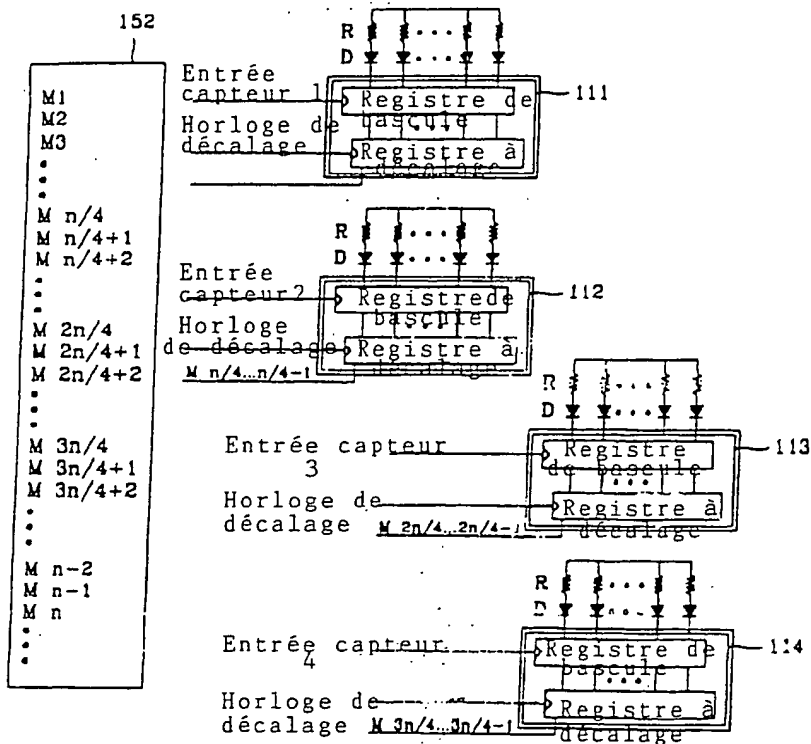 152
M1
M2
M3
M n/4
M n/4+1
M n/4+2
M 2n/4
M 2n/4+1
M 2n/4+2
M 3n/4
M 3n/4+1
M 3n/4+2
M n-2
M n-1
M n
R
D
Entrée
capteur 1
Registre de
bascule
Horloge de
décalage
Registre à
décalage
111
R
D
Entrée
capteur2
Registre de
bascule
Horloge
de décalage
Registre à
M n/4...n/4-1
112
R
D
Entrée capteur
3
Registre
de bascule
Horloge de
décalage
M 2n/4...2n/4-1
Registre à
décalage
113
R
D
Entrée capteur
4
Registre de
bascule
Horloge de
décalage
M 3n/4...3n/4-1
Registre à
décalage
114